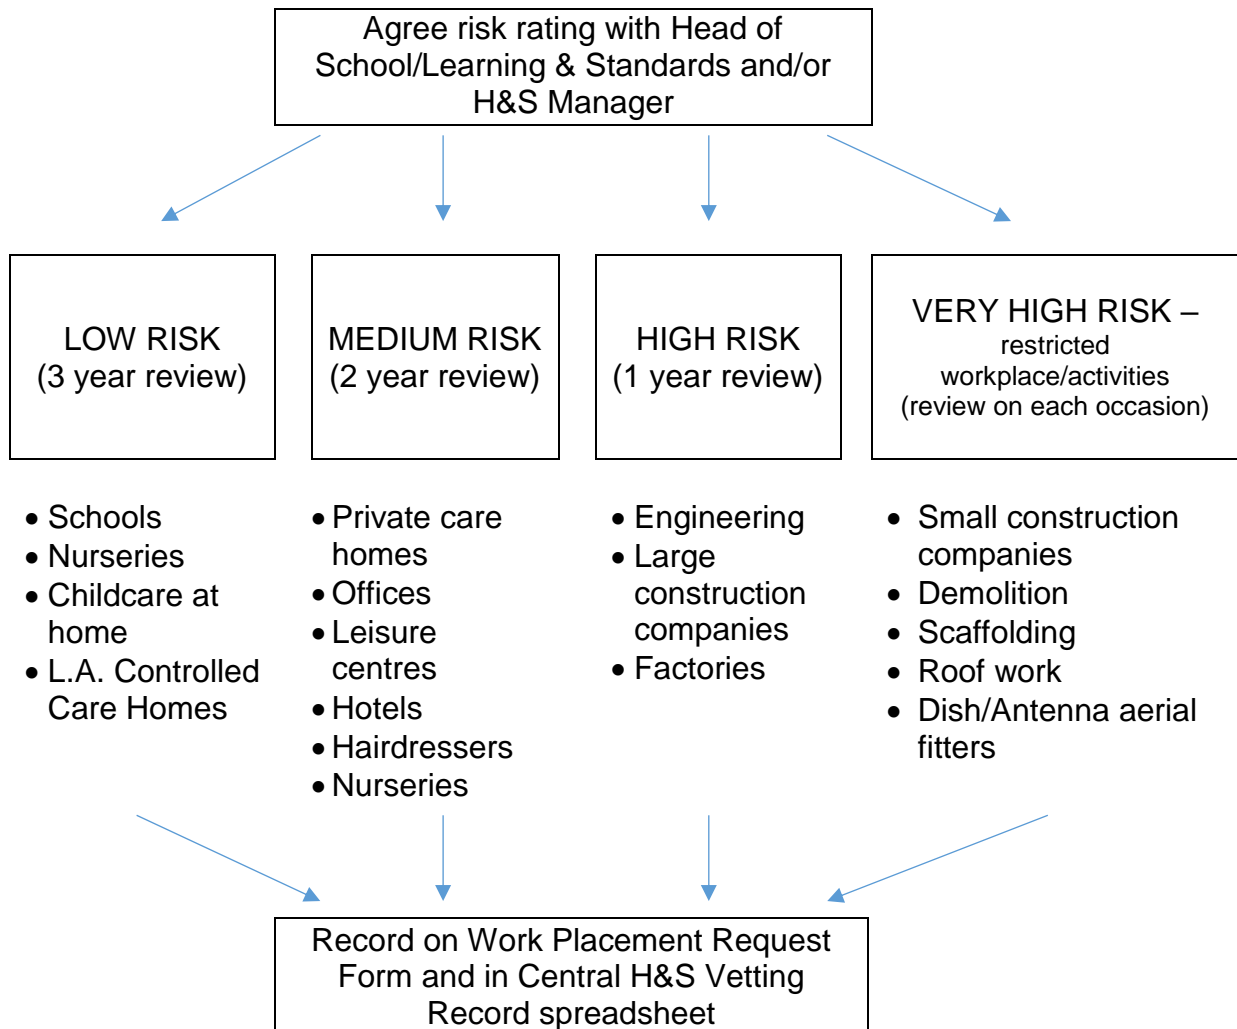 Agree risk rating with Head of
School/Learning & Standards and/or
H&S Manager
LOW RISK
(3 year review)
MEDIUM RISK
(2 year review)
HIGH RISK
(1 year review)
VERY HIGH RISK –
restricted
workplace/activities
(review on each occasion)
• Schools
• Nurseries
• Childcare at
home
• L.A. Controlled
Care Homes
• Private care
homes
• Offices
• Leisure
centres
• Hotels
• Hairdressers
• Nurseries
• Engineering
• Large
construction
companies
• Factories
• Small construction
companies
• Demolition
• Scaffolding
• Roof work
• Dish/Antenna aerial
fitters
Record on Work Placement Request
Form and in Central H&S Vetting
Record spreadsheet